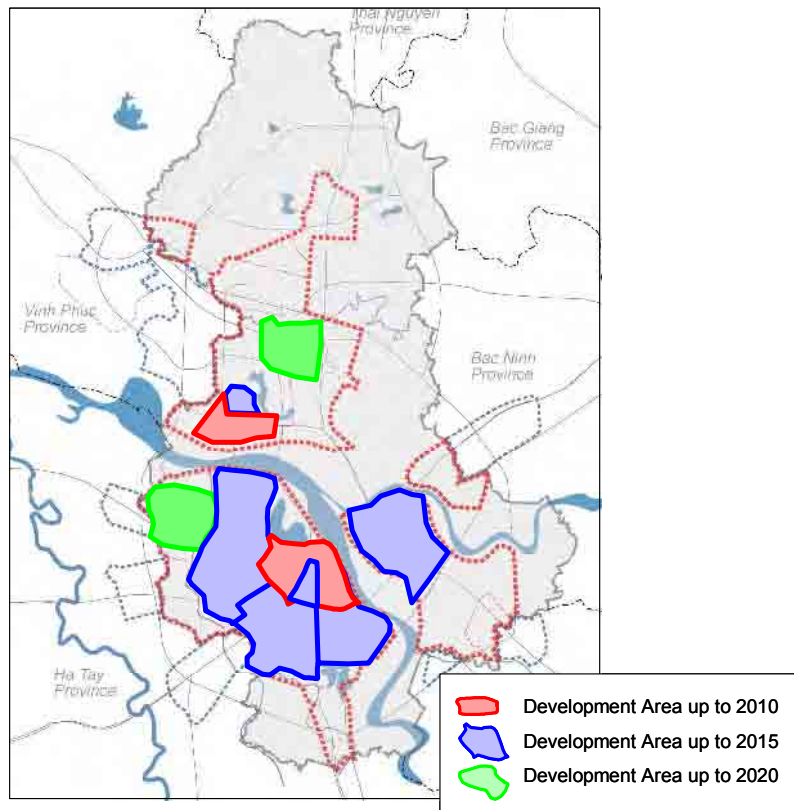 Thai Nguyen
Province
Bac Giang
Province
Vinh Phuc
Province
Bac Ninh
Province
Ha Tay
Province
Development Area up to 2010
Development Area up to 2015
Development Area up to 2020